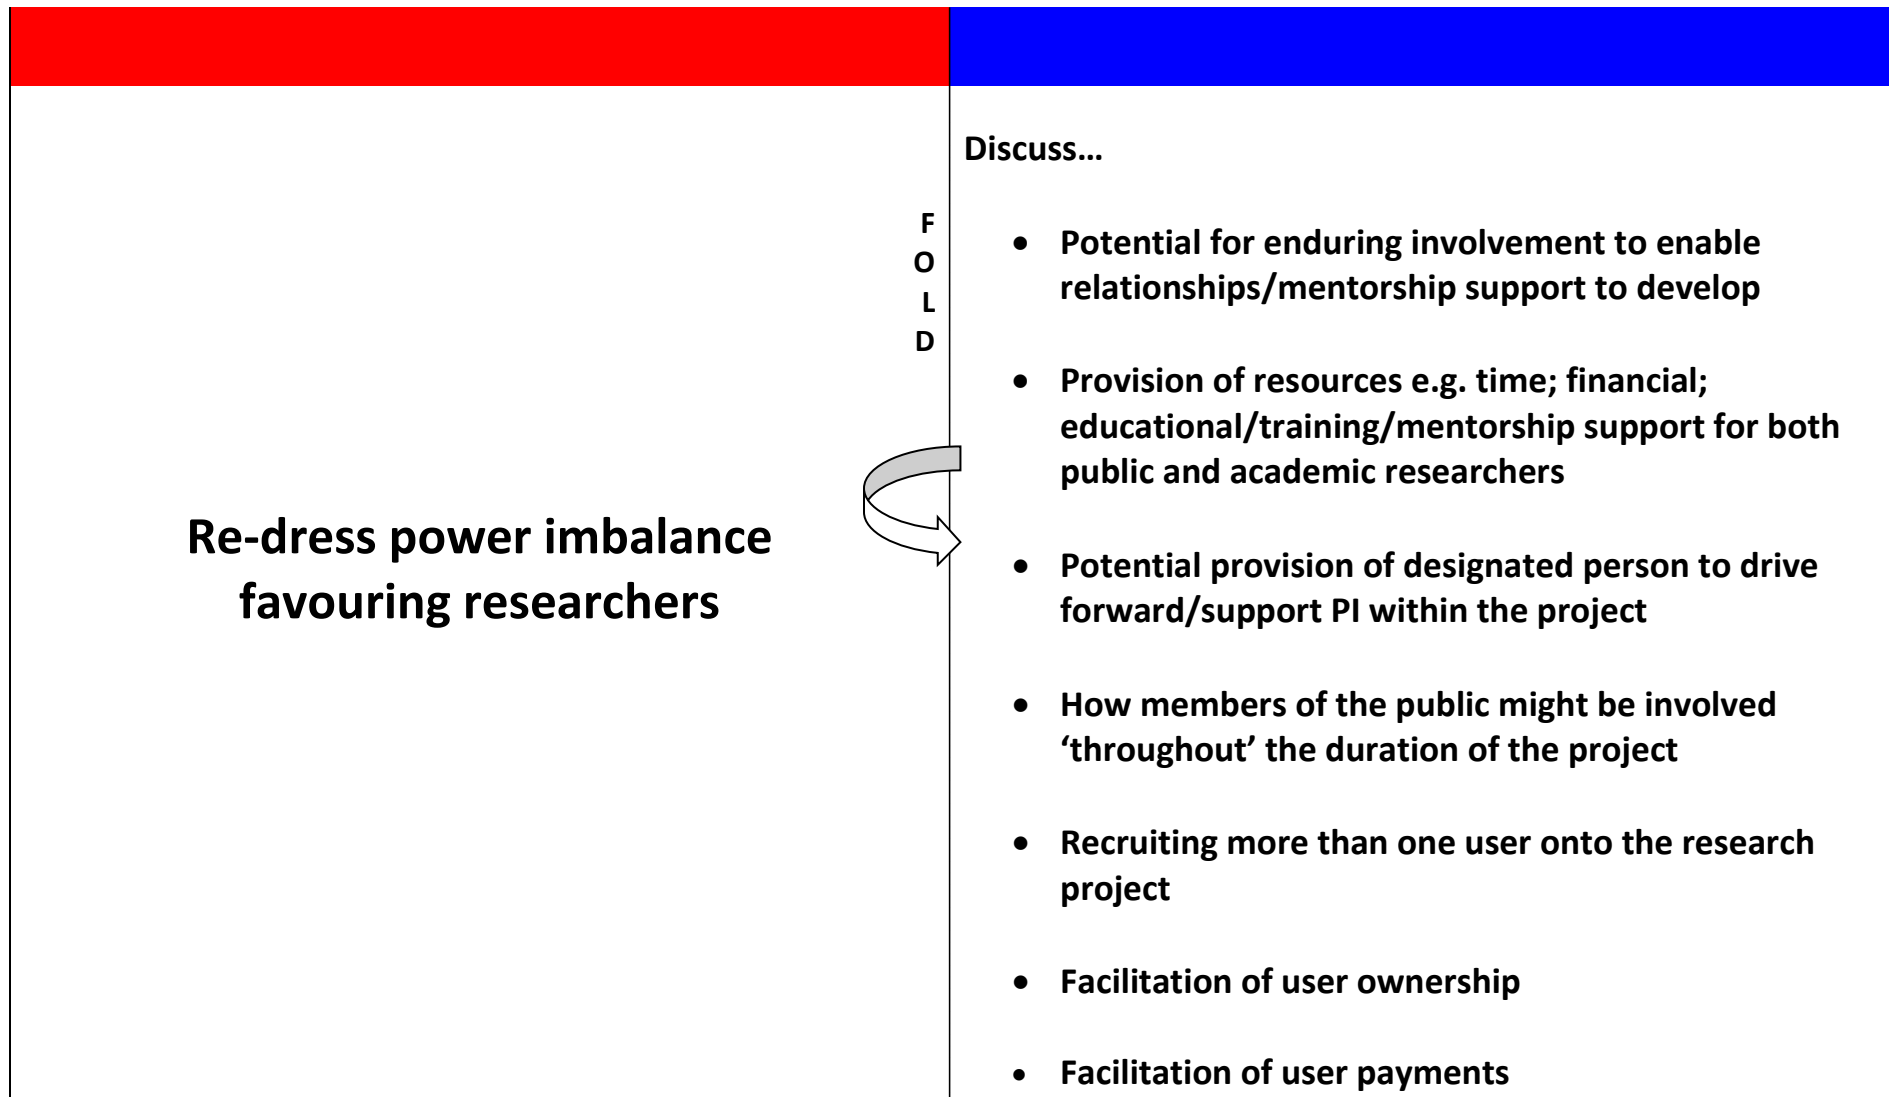 Re-dress power imbalance
favouring researchers
F
O
L
D
Discuss…
• Potential for enduring involvement to enable
relationships/mentorship support to develop
• Provision of resources e.g. time; financial;
educational/training/mentorship support for both
public and academic researchers
• Potential provision of designated person to drive
forward/support PI within the project
• How members of the public might be involved
‘throughout’ the duration of the project
• Recruiting more than one user onto the research
project
• Facilitation of user ownership
• Facilitation of user payments